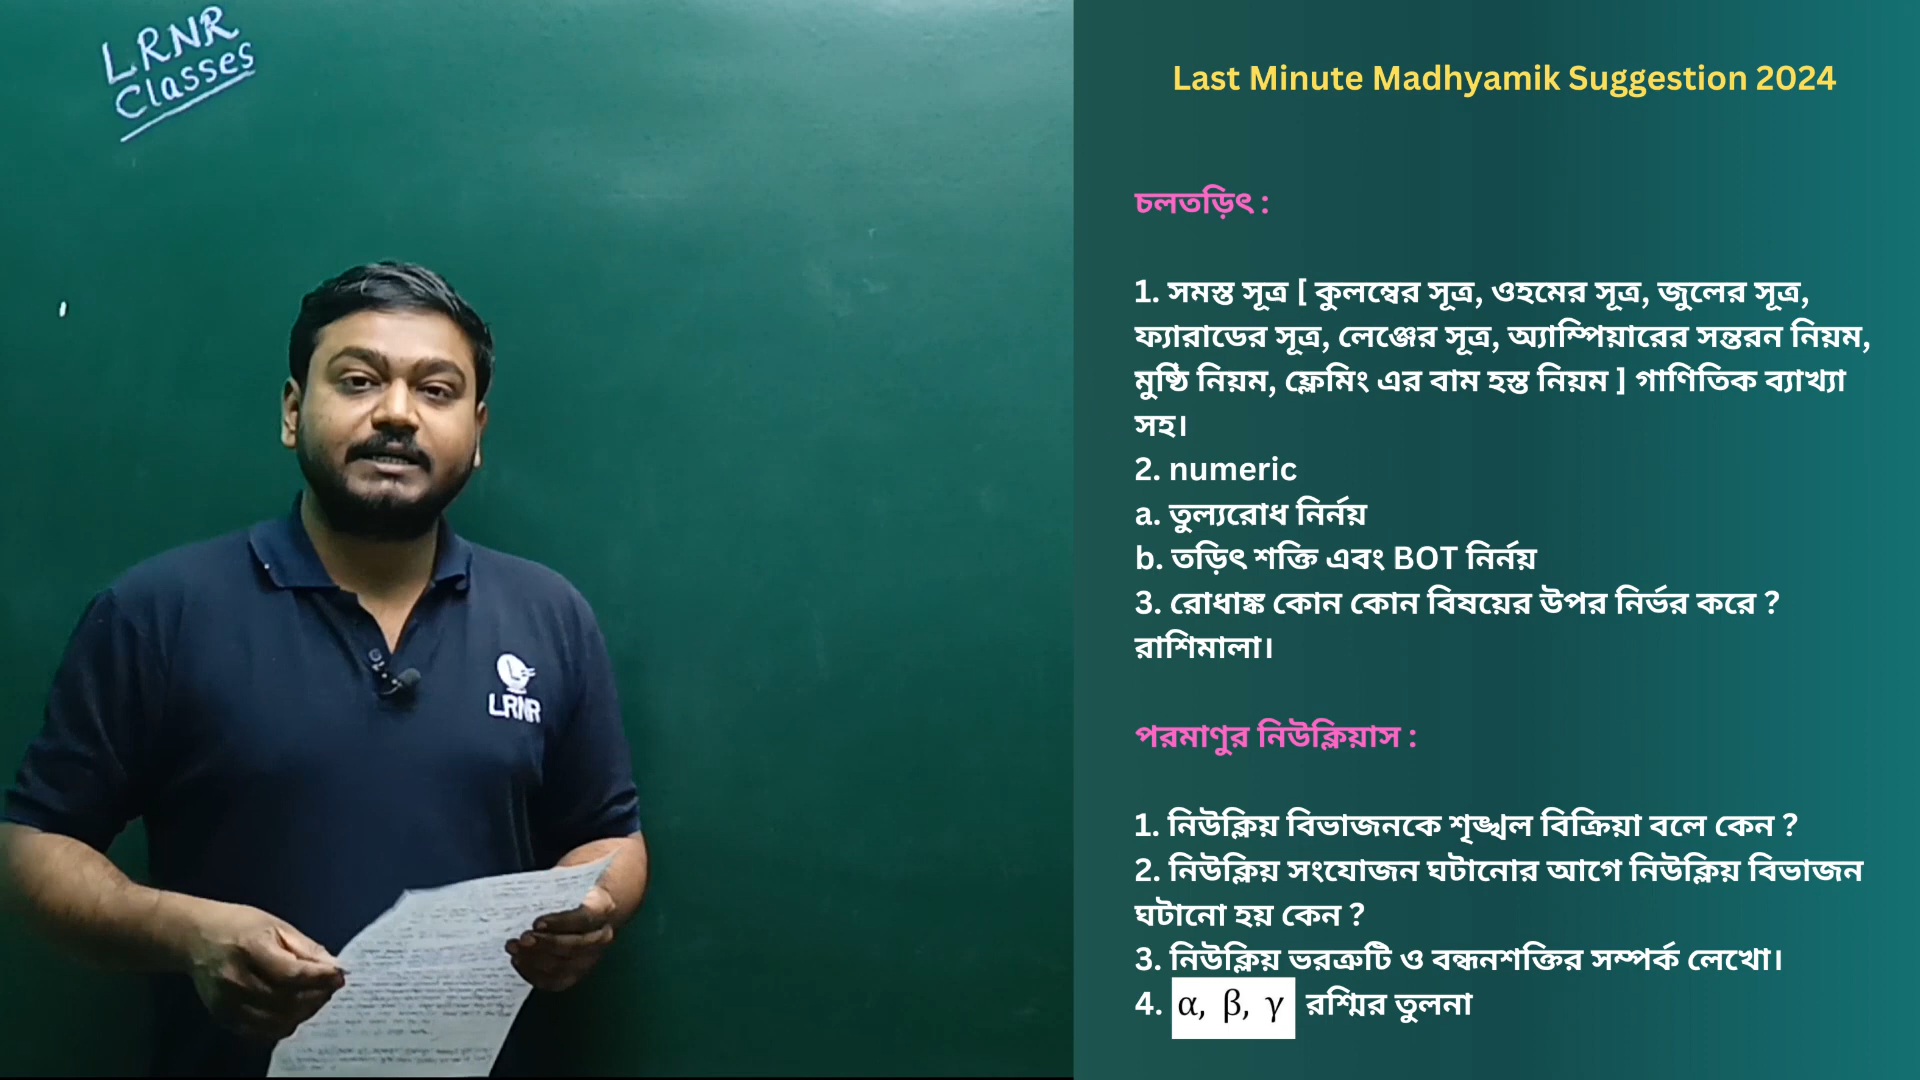 LRNR
Classes
LRNR
Last Minute Madhyamik Suggestion 2024
চলতড়িৎ :
1. সমস্ত সূত্র [ কুলম্বের সূত্র, ওহমের সূত্র, জুলের সূত্র,
ফ্যারাডের সূত্র, লেঞ্জের সূত্র, অ্যাম্পিয়ারের সন্তরন নিয়ম,
মুষ্ঠি নিয়ম, ফ্লেমিং এর বাম হস্ত নিয়ম ] গাণিতিক ব্যাখ্যা
সহ।
2. numeric
a. তুল্যরোধ নির্নয়
b. তড়িৎ শক্তি এবং BOT নির্নয়
3. রোধাঙ্ক কোন কোন বিষয়ের উপর নির্ভর করে ?
রাশিমালা।
পরমাণুর নিউক্লিয়াস :
1. নিউক্লিয় বিভাজনকে শৃঙ্খল বিক্রিয়া বলে কেন ?
2. নিউক্লিয় সংযোজন ঘটানোর আগে নিউক্লিয় বিভাজন
ঘটানো হয় কেন ?
3. নিউক্লিয় ভরত্রুটি ও বন্ধনশক্তির সম্পর্ক লেখো।
4. α, β, γ রশ্মির তুলনা